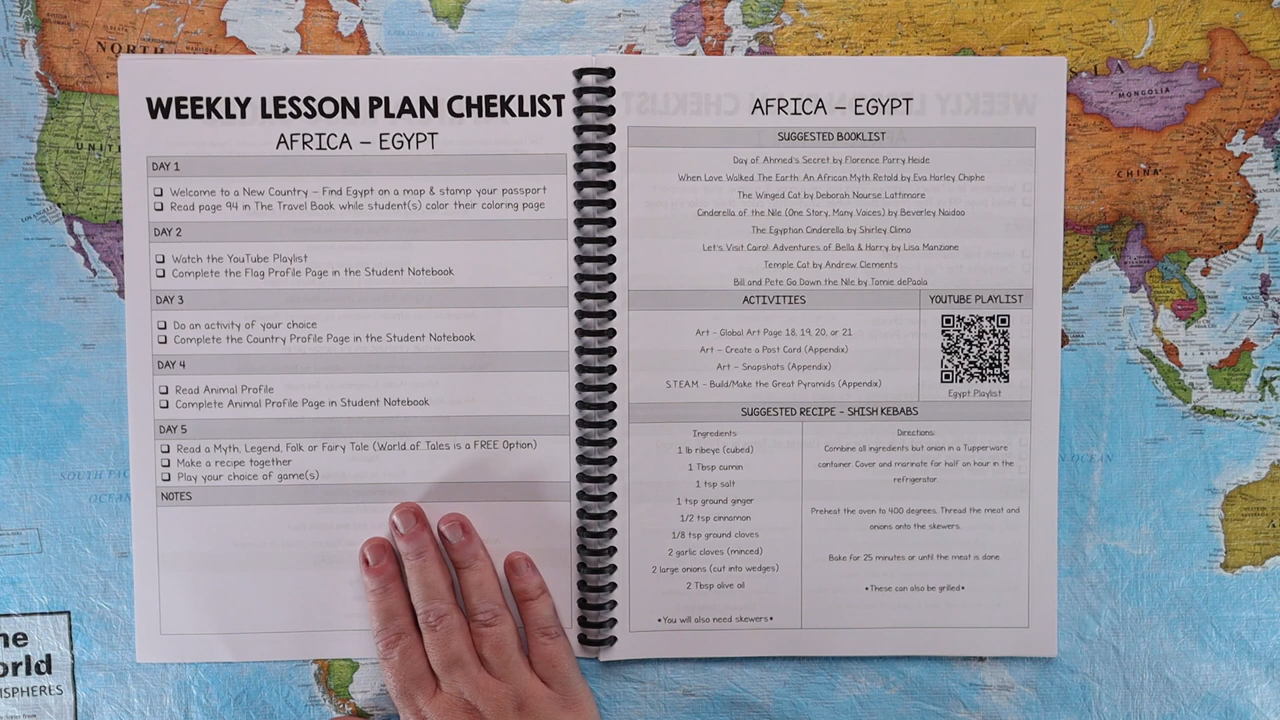 WEEKLY LESSON PLAN CHEKLIST
AFRICA – EGYPT
DAY 1
Welcome to a New Country – Find Egypt on a map & stamp your passport
Read page 94 in The Travel Book while student(s) color their coloring page
DAY 2
Watch the YouTube Playlist
Complete the Flag Profile Page in the Student Notebook
DAY 3
Do an activity of your choice
Complete the Country Profile Page in the Student Notebook
DAY 4
Read Animal Profile
Complete Animal Profile Page in Student Notebook
DAY 5
Read a Myth, Legend, Folk or Fairy Tale (World of Tales is a FREE Option)
Make a recipe together
Play your choice of game(s)
NOTES
AFRICA – EGYPT
SUGGESTED BOOKLIST
Day of Ahmed's Secret by Florence Parry Heide
When Love Walked The Earth: An African Myth Retold by Eva Harley Chiphe
The Winged Cat by Deborah Nourse Lattimore
Cinderella of the Nile (One Story, Many Voices) by Beverley Naidoo
The Egyptian Cinderella by Shirley Climo
Let's Visit Cairo! Adventures of Bella & Harry by Lisa Manzione
Temple Cat by Andrew Clements
Bill and Pete Go Down the Nile by Tomie dePaola
ACTIVITIES
Art – Global Art Page 18, 19, 20, or 21
Art – Create a Post Card (Appendix)
Art – Snapshots (Appendix)
S.T.E.A.M. – Build/Make the Great Pyramids (Appendix)
YOUTUBE PLAYLIST
Egypt Playlist
SUGGESTED RECIPE – SHISH KEBABS
Ingredients:
1 lb ribeye (cubed)
1 Tbsp cumin
1 tsp salt
1 tsp ground ginger
1/2 tsp cinnamon
1/8 tsp ground cloves
2 garlic cloves (minced)
2 large onions (cut into wedges)
2 Tbsp olive oil
*You will also need skewers*
Directions:
Combine all ingredients but onion in a Tupperware
container. Cover and marinate for half an hour in the
refrigerator.
Preheat the oven to 400 degrees. Thread the meat and
onions onto the skewers.
Bake for 25 minutes or until the meat is done.
*These can also be grilled*
NORTH
UNIT
MONGOLIA
CHINA
SOUTH PAC
OCEAN
OCEAN
he
orld
ISPHERES